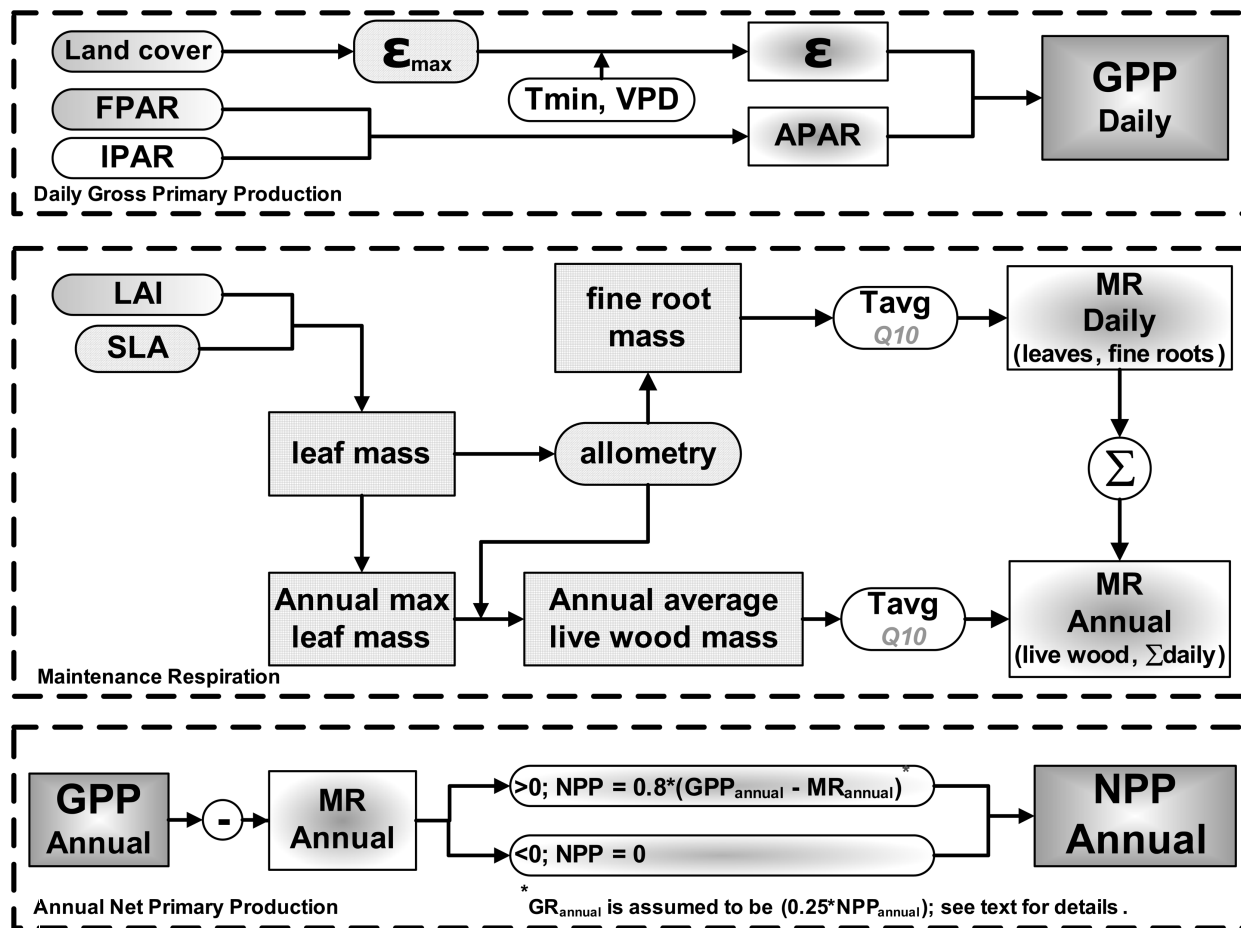 Land cover
εmax
Tmin, VPD
ε
FPAR
IPAR
APAR
GPP
Daily
Daily Gross Primary Production
LAI
SLA
leaf mass
fine root
mass
allometry
Tavg
Q10
MR
Daily
(leaves, fine roots)
Σ
Annual max
leaf mass
Annual average
live wood mass
Tavg
Q10
MR
Annual
(live wood, Σdaily)
Maintenance Respiration
GPP
Annual
-
MR
Annual
>0; NPP = 0.8*(GPPannual - MRannual)*
<0; NPP = 0
NPP
Annual
Annual Net Primary Production
*GRannual is assumed to be (0.25*NPPannual); see text for details.